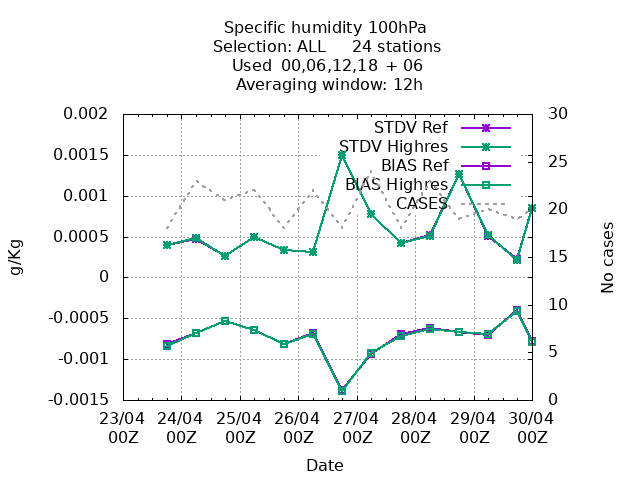 Specific humidity 100hPa
Selection: ALL 24 stations
Used 00,06,12,18 + 06
Averaging window: 12h
0.002
0.0015
0.001
0.0005
0
-0.0005
-0.001
-0.0015
g/Kg
STDV Ref
STDV Highres
BIAS Ref
BIAS Highres
CASES
30
25
20
15
10
5
0
No cases
23/04 24/04 25/04 26/04 27/04 28/04 29/04 30/04
00Z 00Z 00Z 00Z 00Z 00Z 00Z 00Z
Date